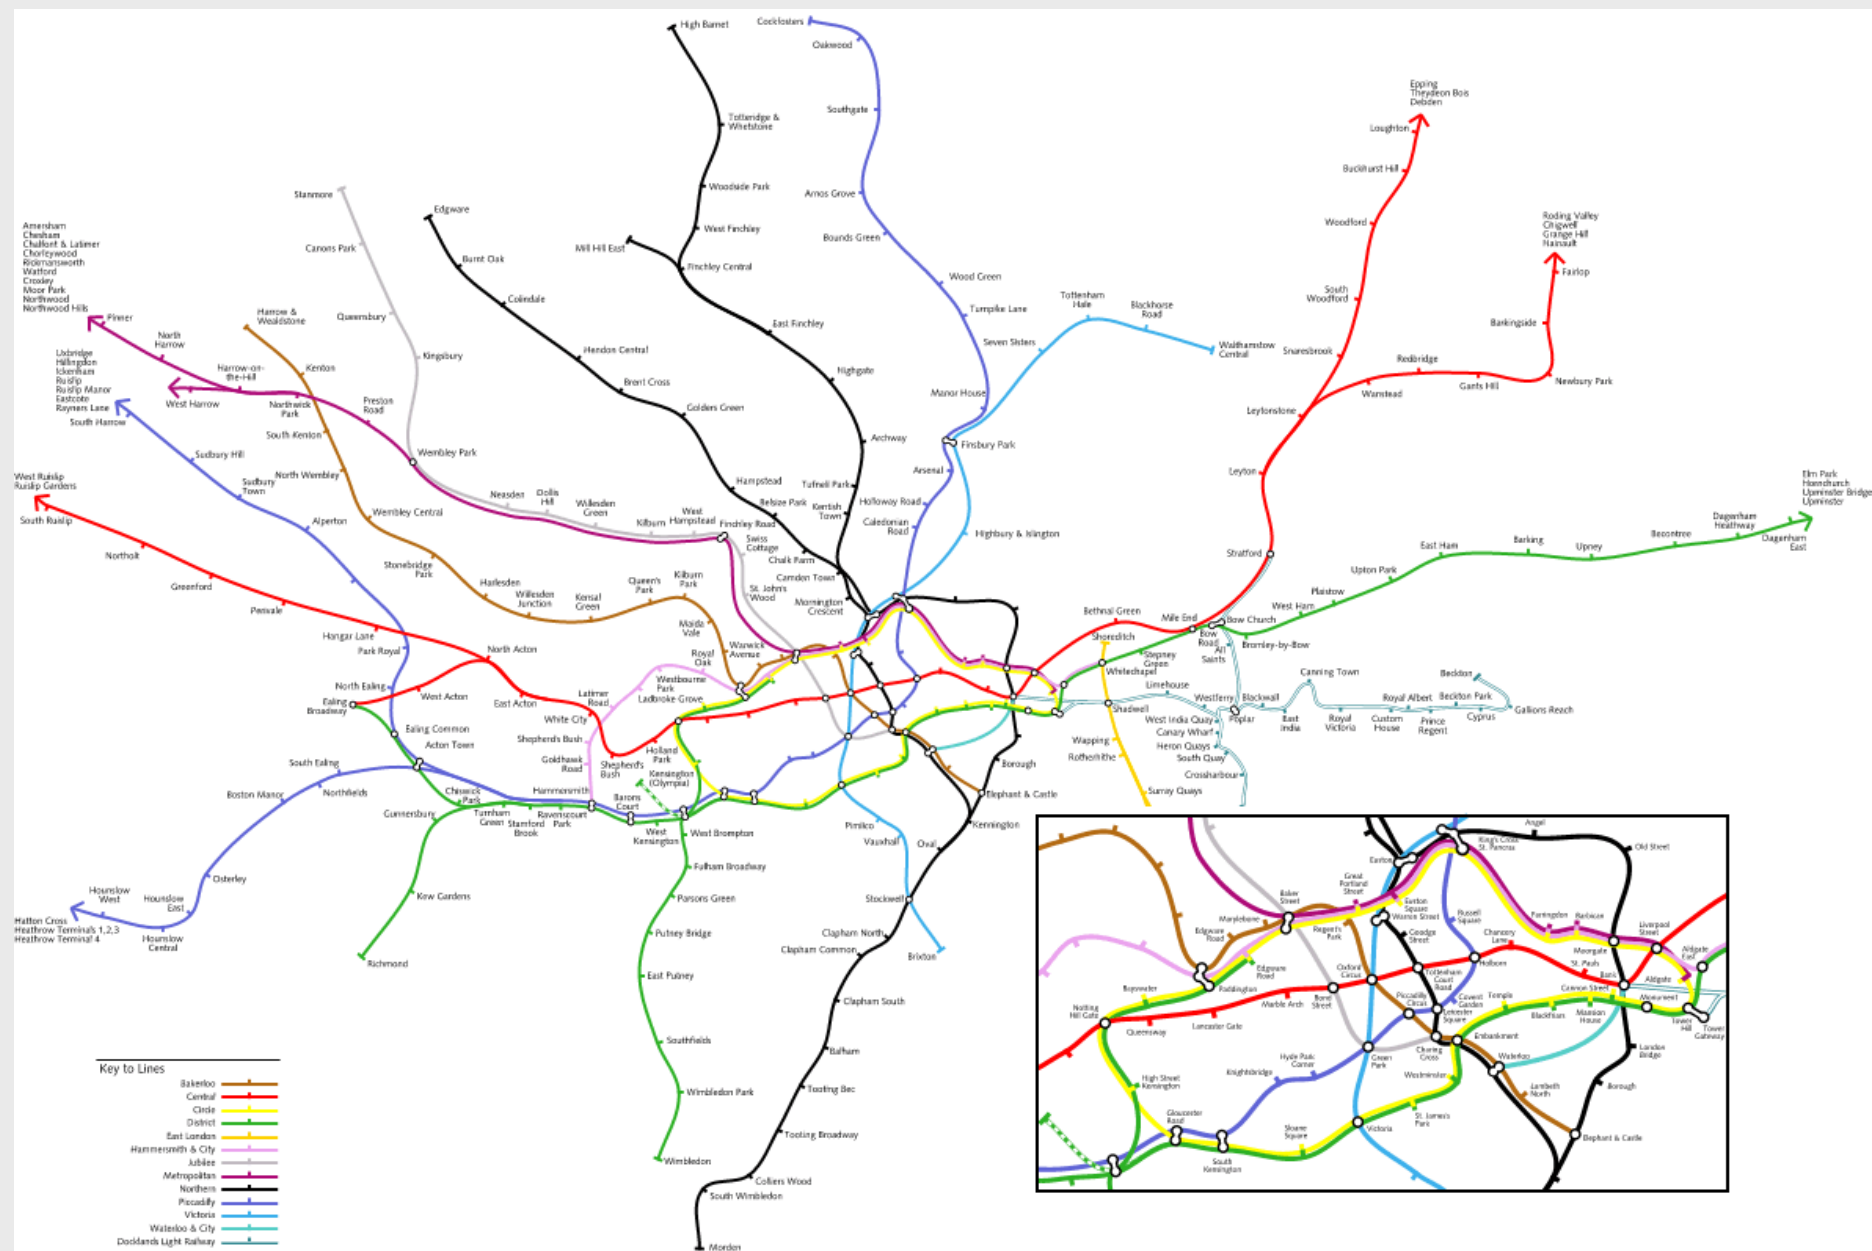 High Barnet
Cockfosters
Oakwood
Southgate
Totteridge &
Whetstone
Woodside Park
Arnos Grove
West Finchley
Mill Hill East
Bounds Green
Finchley Central
Wood Green
Turnpike Lane
East Finchley
Seven Sisters
Tottenham
Hale
Blackhorse
Road
Walthamstow
Central
Highgate
Manor House
Archway
Finsbury Park
Arsenal
Tufnell Park
Holloway Road
Kentish
Town
Caledonian
Road
Highbury & Islington
Epping
Theydeon Bois
Debden
Loughton
Buckhurst Hill
Woodford
South
Woodford
Snaresbrook
Roding Valley
Chigwell
Grange Hill
Hainault
Fairlop
Barkingside
Redbridge
Wanstead
Gants Hill
Newbury Park
Leytonstone
Leyton
Stratford
Elm Park
Hornchurch
Upminster Bridge
Upminster
Dagenham
Heathway
Dagenham
East
Becontree
Upney
Barking
East Ham
Upton Park
Plaistow
West Ham
Bromley-by-Bow
Bow Church
Bow
Road
Mile End
Bethnal Green
Shoreditch
Stepney
Green
Whitechapel
All
Saints
Stanmore
Canons Park
Queensbury
Kingsbury
Edgware
Burnt Oak
Colindale
Hendon Central
Brent Cross
Golders Green
Hampstead
Belsize Park
Chalk Farm
Camden Town
Mornington
Crescent
Amersham
Chesham
Chalfont & Latimer
Chorleywood
Rickmansworth
Watford
Croxley
Moor Park
Northwood
Northwood Hills
Pinner
North
Harrow
Harrow-on-
the-Hill
West Harrow
Harrow &
Wealdstone
Kenton
Northwick
Park
Preston
Road
South Kenton
North Wembley
Wembley Park
Uxbridge
Hillingdon
Ickenham
Ruislip
Ruislip Manor
Eastcote
Rayners Lane
South Harrow
Sudbury Hill
Sudbury
Town
Alperton
Wembley Central
Neasden
Dollis
Hill
Willesden
Green
Kilburn
West
Hampstead
Finchley Road
Swiss
Cottage
St. John's
Wood
West Ruislip
Ruislip Gardens
South Ruislip
Northolt
Greenford
Perivale
Hangar Lane
Park Royal
Stonebridge
Park
Harlesden
Willesden
Junction
Kensal
Green
Queen's
Park
Kilburn
Park
Maida
Vale
Warwick
Avenue
Royal
Oak
Westbourne
Park
Ladbroke Grove
Latimer
Road
North Acton
West Acton
East Acton
White City
North Ealing
Ealing
Broadway
Ealing Common
Acton Town
Shepherd's Bush
Goldhawk
Road
Holland
Park
Shepherd's
Bush
Kensington
(Olympia)
South Ealing
Northfields
Boston Manor
Chiswick
Park
Gunnersbury
Turnham
Green
Stamford
Brook
Ravenscourt
Park
Hammersmith
Barons
Court
West
Kensington
West Brompton
Fulham Broadway
Parsons Green
Putney Bridge
East Putney
Southfields
Wimbledon Park
Wimbledon
Osterley
Hounslow
West
Hounslow
East
Hounslow
Central
Hatton Cross
Heathrow Terminals 1,2,3
Heathrow Terminal 4
Kew Gardens
Richmond
Limehouse
Shadwell
Westferry
Poplar
Blackwall
East
India
Canning Town
Royal
Victoria
Custom
House
Royal Albert
Prince
Regent
Beckton Park
Cyprus
Beckton
Gallions Reach
West India Quay
Canary Wharf
Heron Quays
South Quay
Crossharbour
Wapping
Rotherhithe
Surray Quays
Borough
Elephant & Castle
Kennington
Pimlico
Vauxhall
Oval
Stockwell
Brixton
Clapham North
Clapham Common
Clapham South
Balham
Tooting Bec
Tooting Broadway
Colliers Wood
South Wimbledon
Morden
Key to Lines
Bakerloo
Central
Circle
District
East London
Hammersmith & City
Jubilee
Metropolitan
Northern
Piccadilly
Victoria
Waterloo & City
Docklands Light Railway
Angel
Old Street
King's Cross
St. Pancras
Euston
Great
Portland
Street
Baker
Street
Marylebone
Edgware
Road
Regent's
Park
Euston
Square
Warren Street
Goodge
Street
Russell
Square
Chancery
Lane
Farringdon
Barbican
Moorgate
Liverpool
Street
Aldgate
East
Aldgate
Bank
St. Pauls
Holborn
Tottenham
Court
Road
Oxford
Circus
Bond
Street
Marble Arch
Lancaster Gate
Queensway
Notting
Hill Gate
Bayswater
Paddington
Edgware
Road
Piccadilly
Circus
Covent
Garden
Leicester
Square
Temple
Blackfriars
Mansion
House
Cannon Street
Monument
Tower
Hill
Tower
Gateway
Embankment
Charing
Cross
Waterloo
Westminster
Lambeth
North
London
Bridge
Borough
Elephant & Castle
Green
Park
Hyde Park
Corner
Knightsbridge
High Street
Kensington
Gloucester
Road
South
Kensington
Sloane
Square
Victoria
St. James's
Park